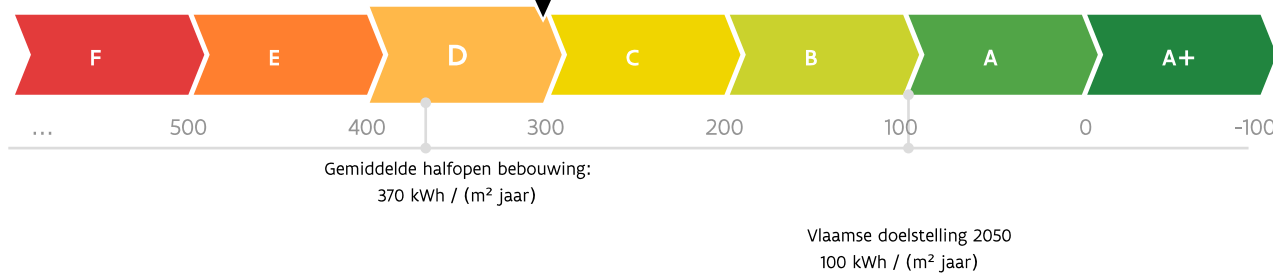 F E D C B A A+
... 500 400 300 200 100 0 -100
Gemiddelde halfopen bebouwing:
370 kWh / (m² jaar)
Vlaamse doelstelling 2050
100 kWh / (m² jaar)